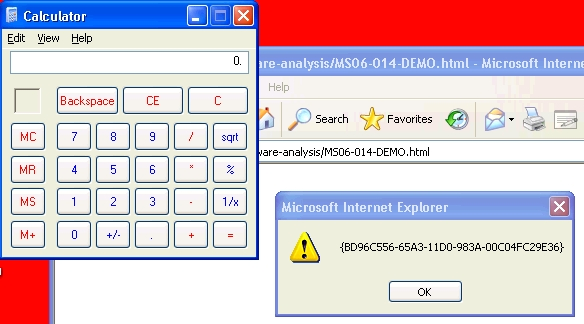 Calculator
Edit View Help
0.
Backspace CE C
MC 7 8 9 / sqrt
MR 4 5 6 * %
MS 1 2 3 - 1/x
M+ 0 +/- . + =
ware-analysis/MS06-014-DEMO.html - Microsoft Interne
Help
Search Favorites
ware-analysis/MS06-014-DEMO.html
Microsoft Internet Explorer
{BD96C556-65A3-11D0-983A-00C04FC29E36}
OK